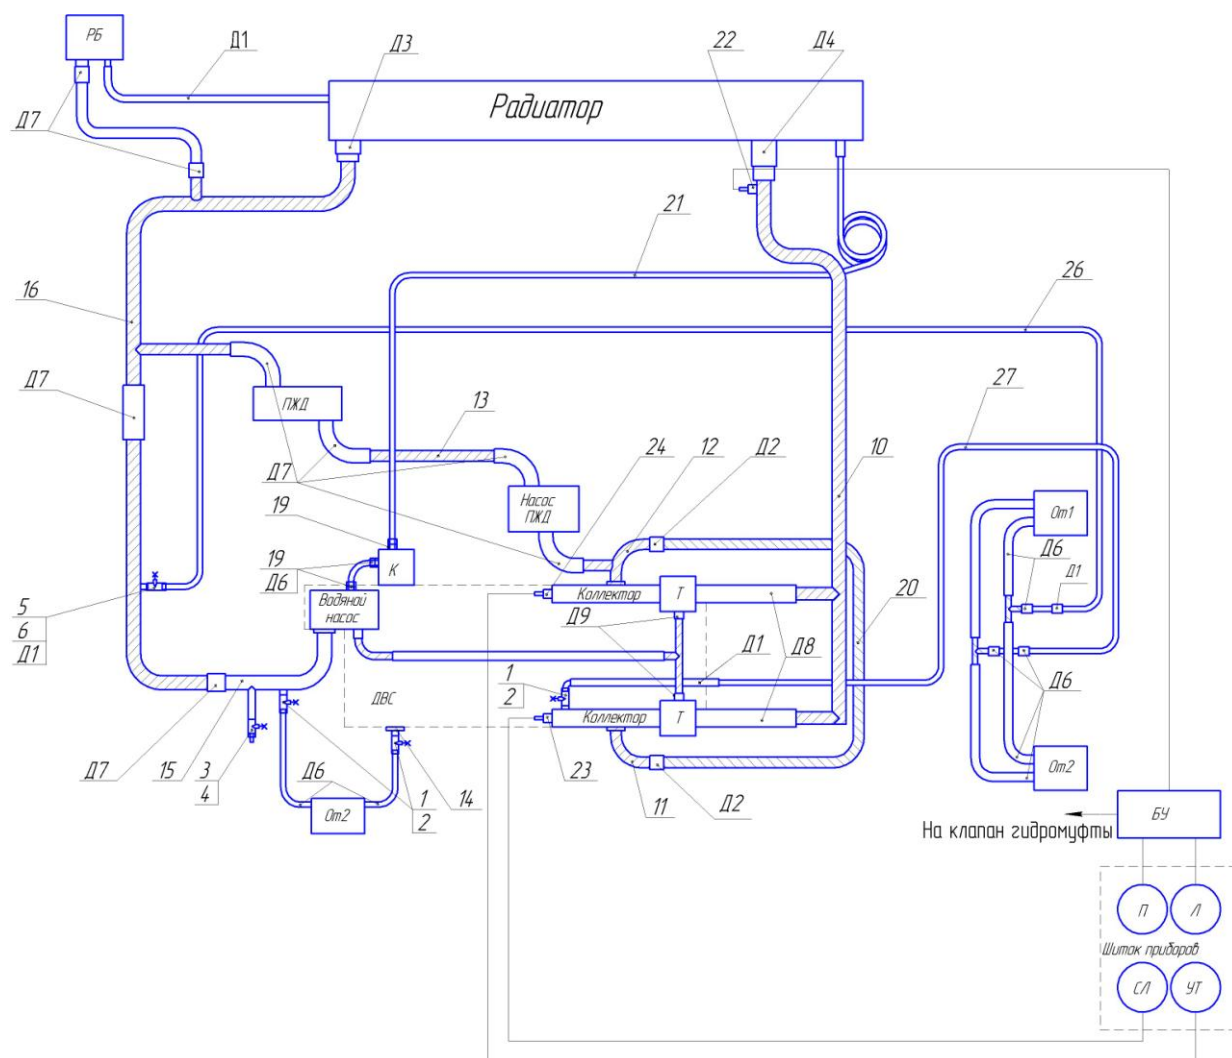 РБ
Д1
Д3
22
Д4
Радиатор
Д7
21
16
26
Д7
ПЖД
13
27
24
12
Д2
10
Д7
Насос
ПЖД
От1
19
Д6
19
Д6
К
Д1
5
6
Д1
Водяной
насос
Коллектор
Т
20
Д9
Д1
Д8
1
2
ДВС
Д6
Коллектор
Т
Д7
15
3
4
Д6
От2
1
2
14
23
11
Д2
От2
БУ
На клапан гидромуфты
П
Л
Шиток приборав
СЛ
УТ